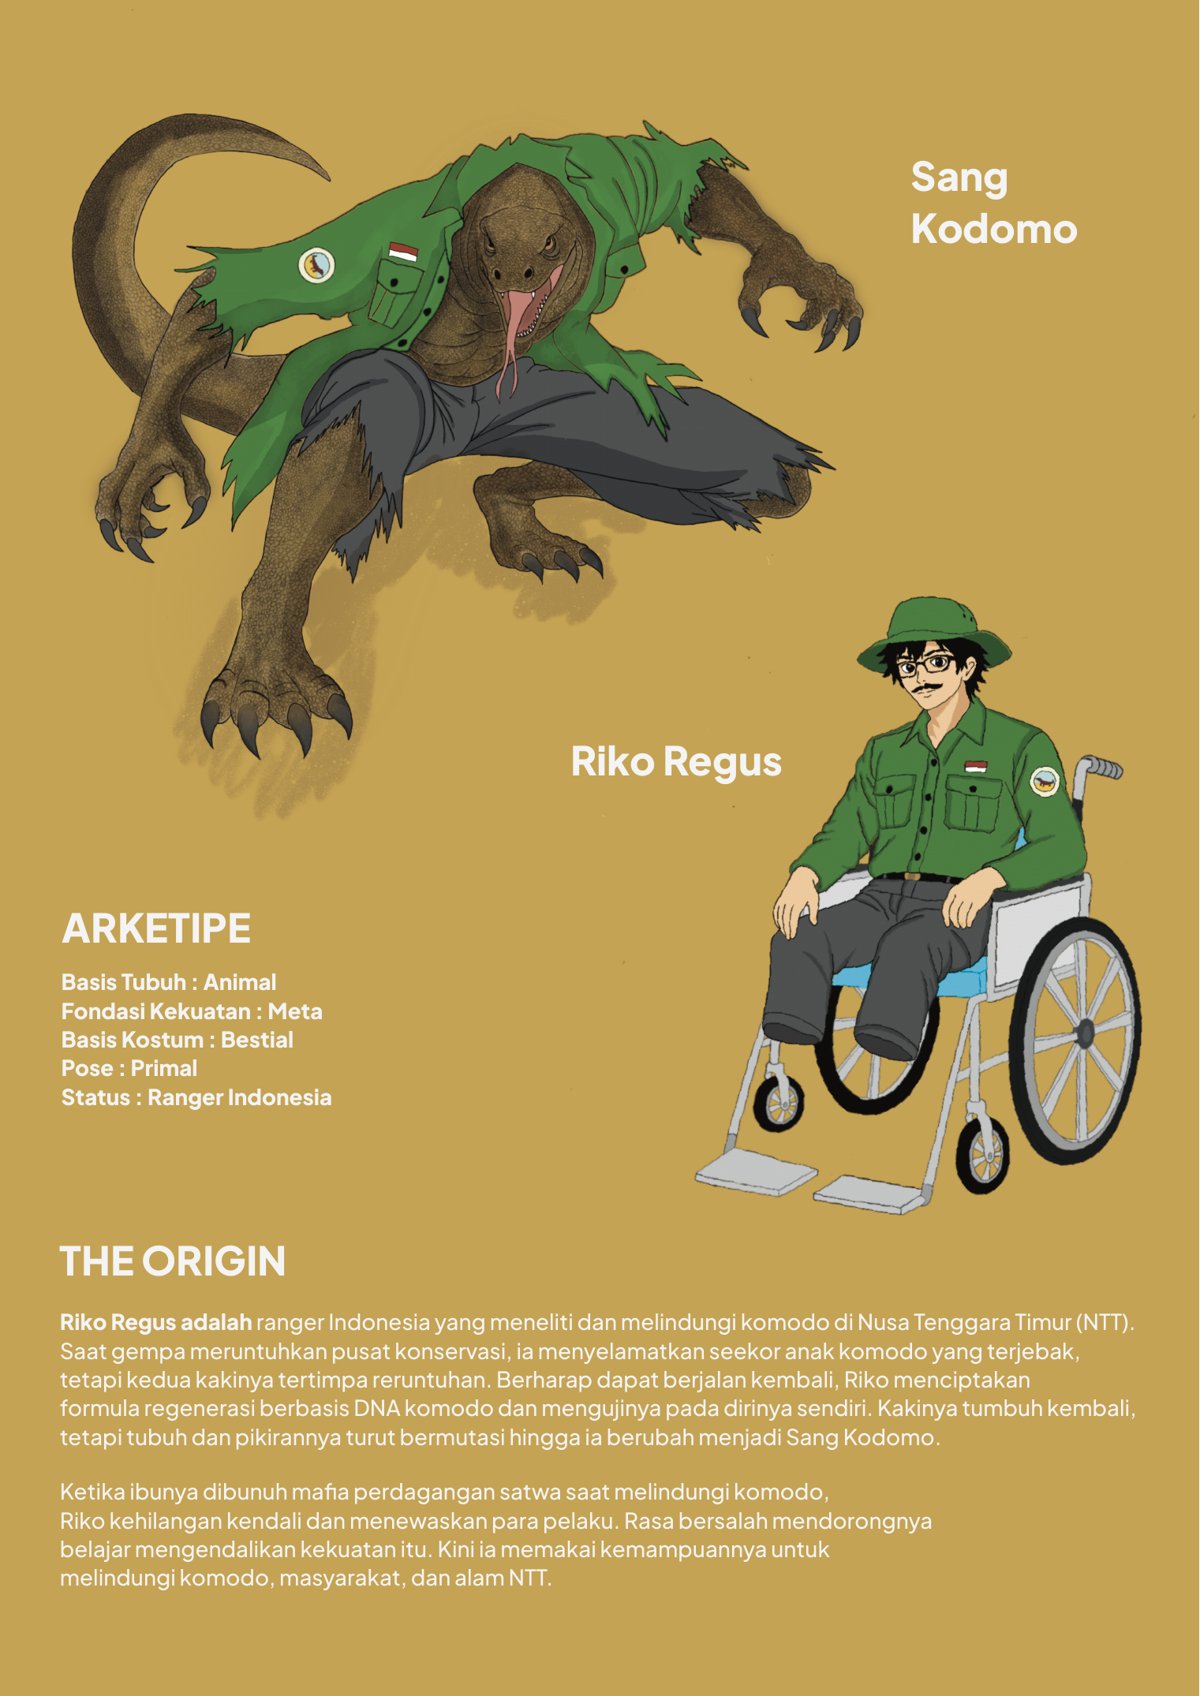 Sang
Kodomo
Riko Regus
ARKETIPE
Basis Tubuh : Animal
Fondasi Kekuatan : Meta
Basis Kostum : Bestial
Pose : Primal
Status : Ranger Indonesia
THE ORIGIN
Riko Regus adalah ranger Indonesia yang meneliti dan melindungi komodo di Nusa Tenggara Timur (NTT).
Saat gempa meruntuhkan pusat konservasi, ia menyelamatkan seekor anak komodo yang terjebak,
tetapi kedua kakinya tertimpa reruntuhan. Berharap dapat berjalan kembali, Riko menciptakan
formula regenerasi berbasis DNA komodo dan mengujinya pada dirinya sendiri. Kakinya tumbuh kembali,
tetapi tubuh dan pikirannya turut bermutasi hingga ia berubah menjadi Sang Kodomo.
Ketika ibunya dibunuh mafia perdagangan satwa saat melindungi komodo,
Riko kehilangan kendali dan menewaskan para pelaku. Rasa bersalah mendorongnya
belajar mengendalikan kekuatan itu. Kini ia memakai kemampuannya untuk
melindungi komodo, masyarakat, dan alam NTT.